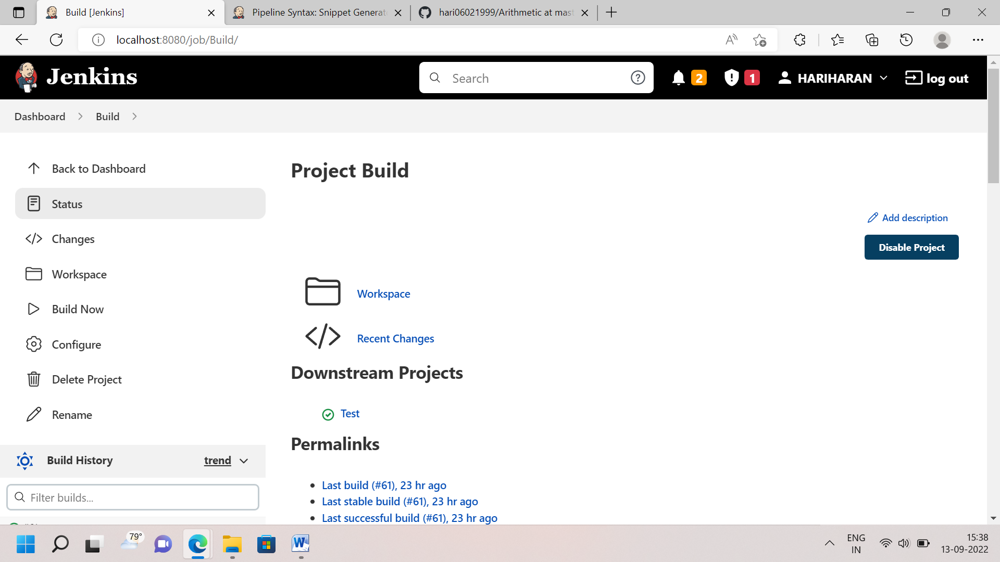 Build [Jenkins]
Pipeline Syntax: Snippet Generat
hari06021999/Arithmetic at mas
localhost:8080/job/Build/
Jenkins
Search
2
1
HARIHARAN
log out
Dashboard
Build
Back to Dashboard
Status
Changes
Workspace
Build Now
Configure
Delete Project
Rename
Build History
trend
Filter builds...
Project Build
Add description
Disable Project
Workspace
Recent Changes
Downstream Projects
Test
Permalinks
Last build (#61), 23 hr ago
Last stable build (#61), 23 hr ago
Last successful build (#61), 23 hr ago
79°
ENG
IN
15:38
13-09-2022